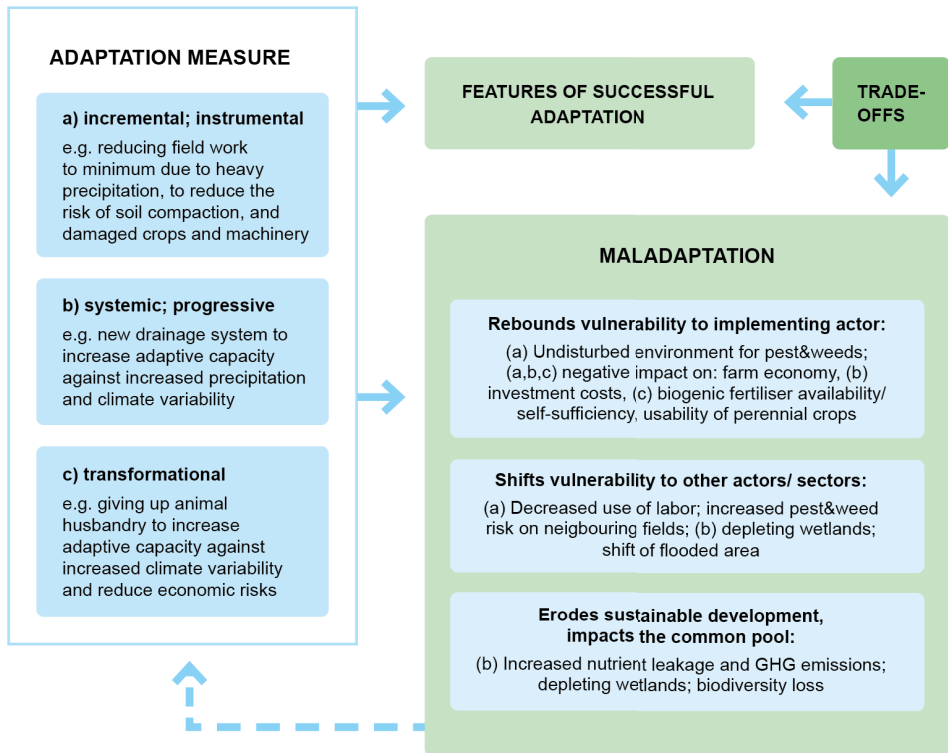 ADAPTATION MEASURE
a) incremental; instrumental
e.g. reducing field work
to minimum due to heavy
precipitation, to reduce the
risk of soil compaction, and
damaged crops and machinery
b) systemic; progressive
e.g. new drainage system to
increase adaptive capacity
against increased precipitation
and climate variability
c) transformational
e.g. giving up animal
husbandry to increase
adaptive capacity against
increased climate variability
and reduce economic risks
FEATURES OF SUCCESSFUL
ADAPTATION
TRADE-
OFFS
MALADAPTATION
Rebounds vulnerability to implementing actor:
(a) Undisturbed environment for pest&weeds;
(a,b,c) negative impact on: farm economy, (b)
investment costs, (c) biogenic fertiliser availability/
self-sufficiency, usability of perennial crops
Shifts vulnerability to other actors/ sectors:
(a) Decreased use of labor; increased pest&weed
risk on neigbouring fields; (b) depleting wetlands;
shift of flooded area
Erodes sustainable development,
impacts the common pool:
(b) Increased nutrient leakage and GHG emissions;
depleting wetlands; biodiversity loss